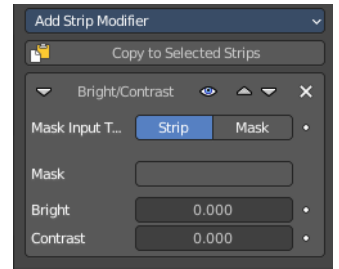 Add Strip Modifier
Copy to Selected Strips
Bright/Contrast
Mask Input T... Strip Mask
Mask
Bright 0.000
Contrast 0.000